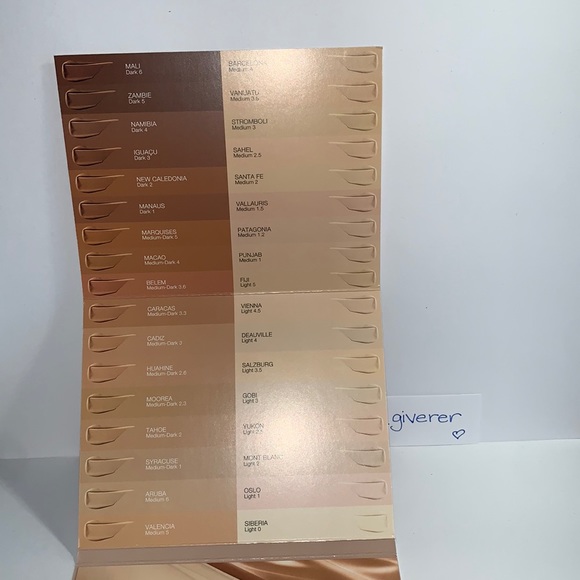 MALI
Dark 6
ZAMBIE
Dark 5
NAMIBIA
Dark 4
IGUAÇU
Dark 3
NEW CALEDONIA
Dark 2
MANAUS
Dark 1
MARQUISES
Medium-Dark 5
MACAO
Medium-Dark 4
BELEM
Medium-Dark
CARACAS
Medium-Dark 3.3
CADIZ
Medium-Dark 3
HUAHINE
Medium-Dark
MOOREA
Medium-Dark
TAHOE
Medium-Dark 2
SYRACUSE
Medium-Dark 1
ARUBA
Medium 6
VALENCIA
Medium 5
BARCELONA
Medium 4
VANUATU
Medium 3.5
STROMBOLI
Medium 3
SAHEL
Medium 2.5
SANTA FE
Medium 2
VALLAURIS
Medium 1.5
PATAGONIA
Medium 1.2
PUNJAB
Medium 1
FIJI
Light 5
VIENNA
Light 4.5
DEAUVILLE
Light 4
SALZBURG
Light 3.5
GOBI
Light 3
YUKON
Light
MONT BLANC
Light 2
OSLO
Light 1
SIBERIA
Light 0
giverer